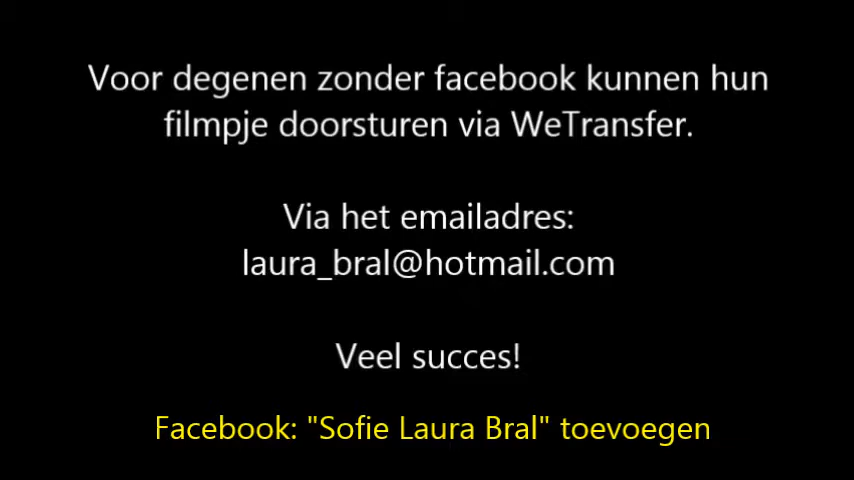 Voor degenen zonder facebook kunnen hun
filmpje doorsturen via WeTransfer.
Via het emailadres:
laura_bral@hotmail.com
Veel succes!
Facebook: "Sofie Laura Bral" toevoegen